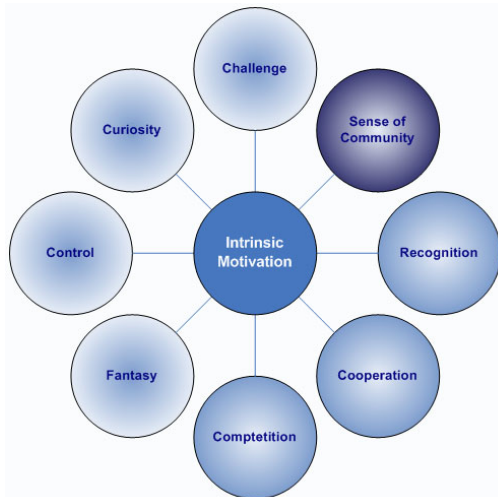 Challenge
Sense of
Community
Curiosity
Intrinsic
Motivation
Control
Recognition
Fantasy
Cooperation
Comptetition